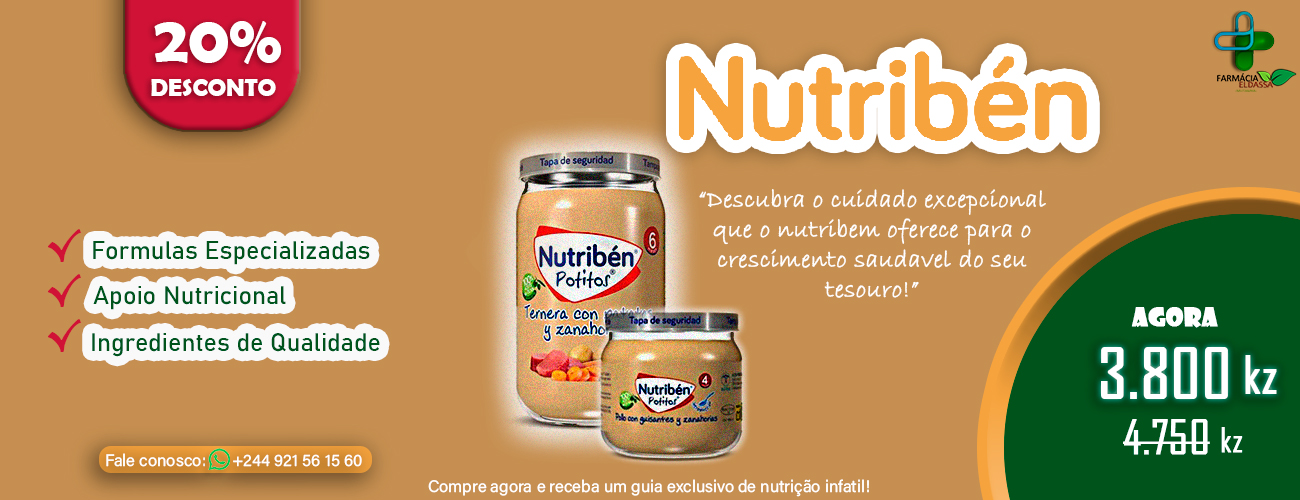 20%
DESCONTO
Nutribén
FARMÁCIA
ELDASSA
Tapa de seguridad
Nutribén®
Potitos®
6
Ternera con
y zanaho
"Descubra o cuidado excepcional
que o nutribem oferece para o
crescimento saudavel do seu
tesouro!"
Formulas Especializadas
Apoio Nutricional
Ingredientes de Qualidade
Tapa de seguridad
Nutribén®
Potitos®
4
Pollo con guisantes y zanahorias
AGORA
3.800 kz
4.750 kz
Fale conosco: +244 921 56 15 60
Compre agora e receba um guia exclusivo de nutrição infatil!